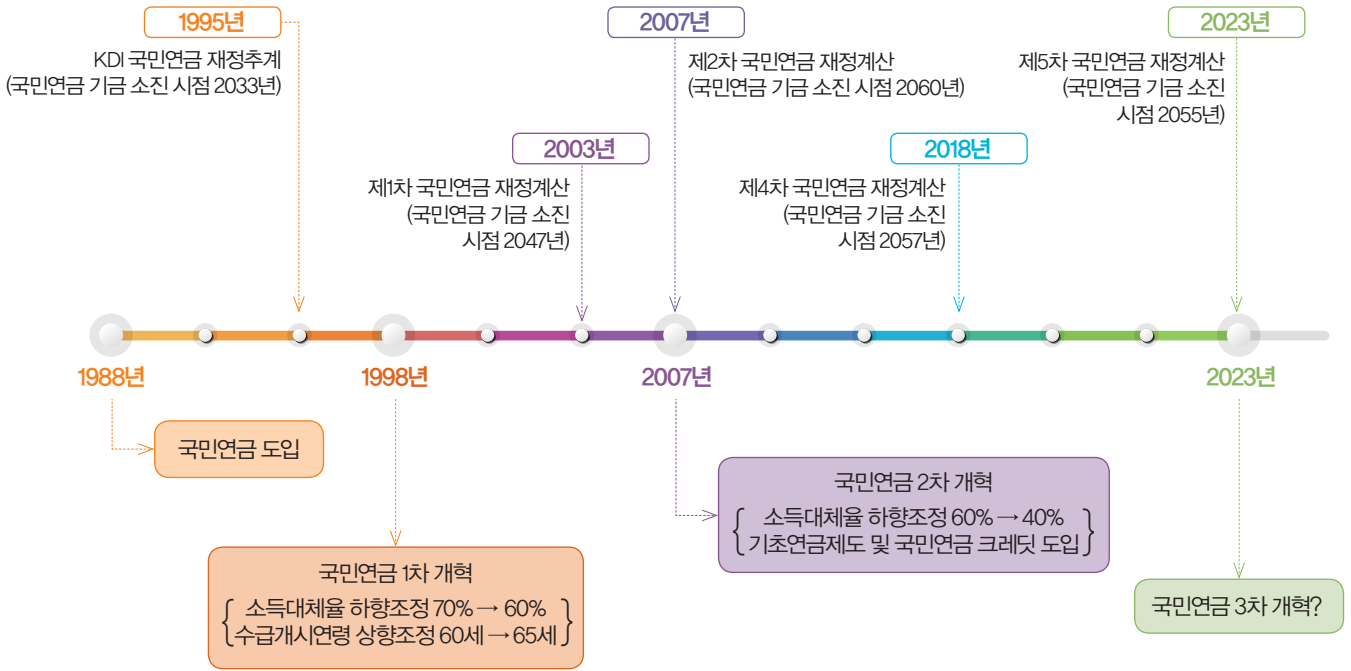 1995년
KDI 국민연금 재정추계
(국민연금 기금 소진 시점 2033년)
2007년
제2차 국민연금 재정계산
(국민연금 기금 소진 시점 2060년)
2023년
제5차 국민연금 재정계산
(국민연금 기금 소진
시점 2055년)
2003년
제1차 국민연금 재정계산
(국민연금 기금 소진
시점 2047년)
2018년
제4차 국민연금 재정계산
(국민연금 기금 소진
시점 2057년)
1988년
1998년
2007년
2023년
국민연금 도입
국민연금 1차 개혁
소득대체율 하향조정 70% → 60%
수급개시연령 상향조정 60세 → 65세
국민연금 2차 개혁
소득대체율 하향조정 60% → 40%
기초연금제도 및 국민연금 크레딧 도입
국민연금 3차 개혁?